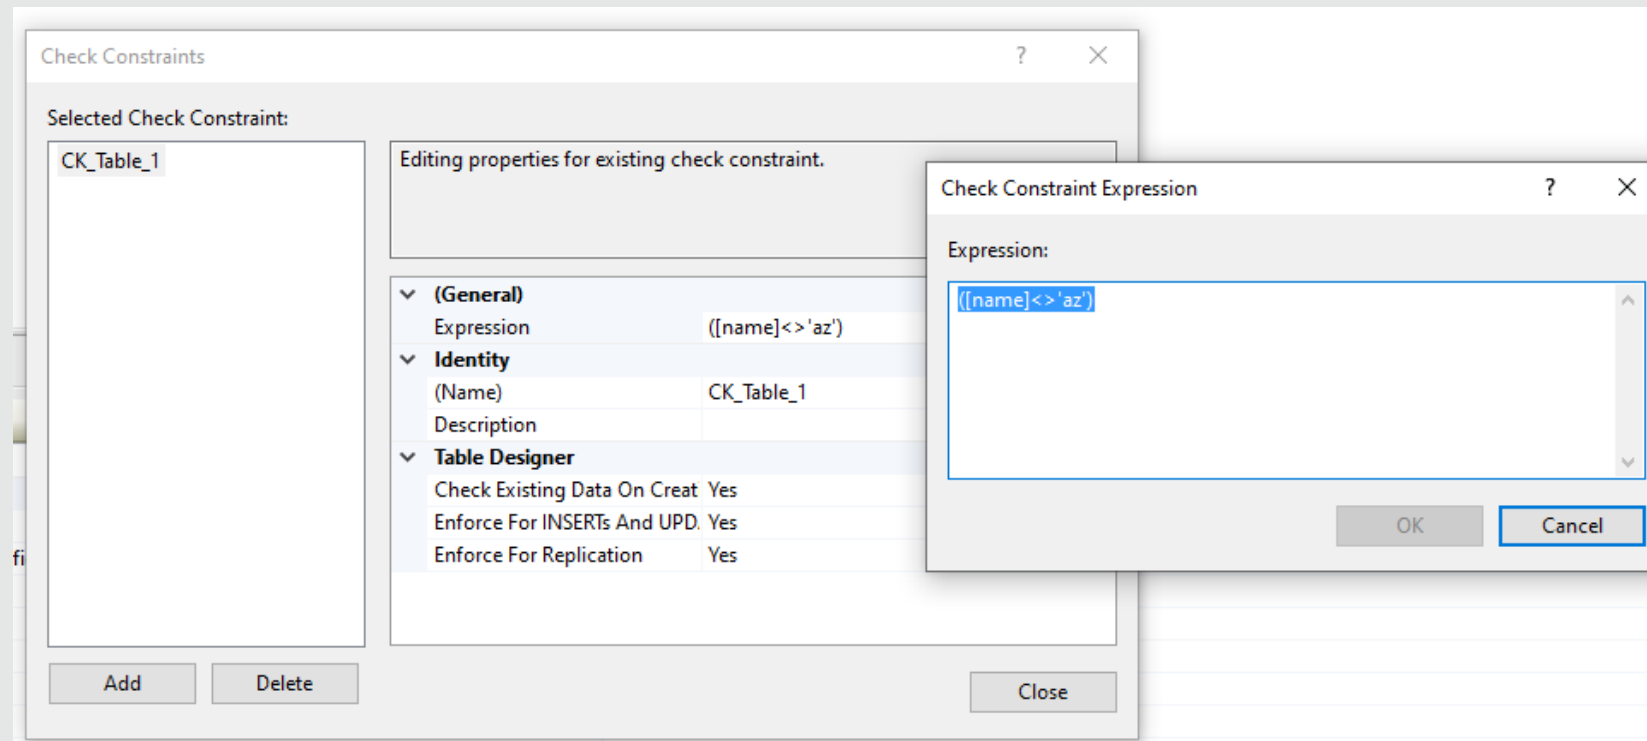 Check Constraints
?
Selected Check Constraint:
CK_Table_1
Editing properties for existing check constraint.
(General)
Expression ([name]<>'az')
Identity
(Name) CK_Table_1
Description
Table Designer
Check Existing Data On Creat Yes
Enforce For INSERTs And UPD. Yes
Enforce For Replication Yes
Add
Delete
Close
Check Constraint Expression
?
Expression:
([name]<>'az')
OK
Cancel
fi